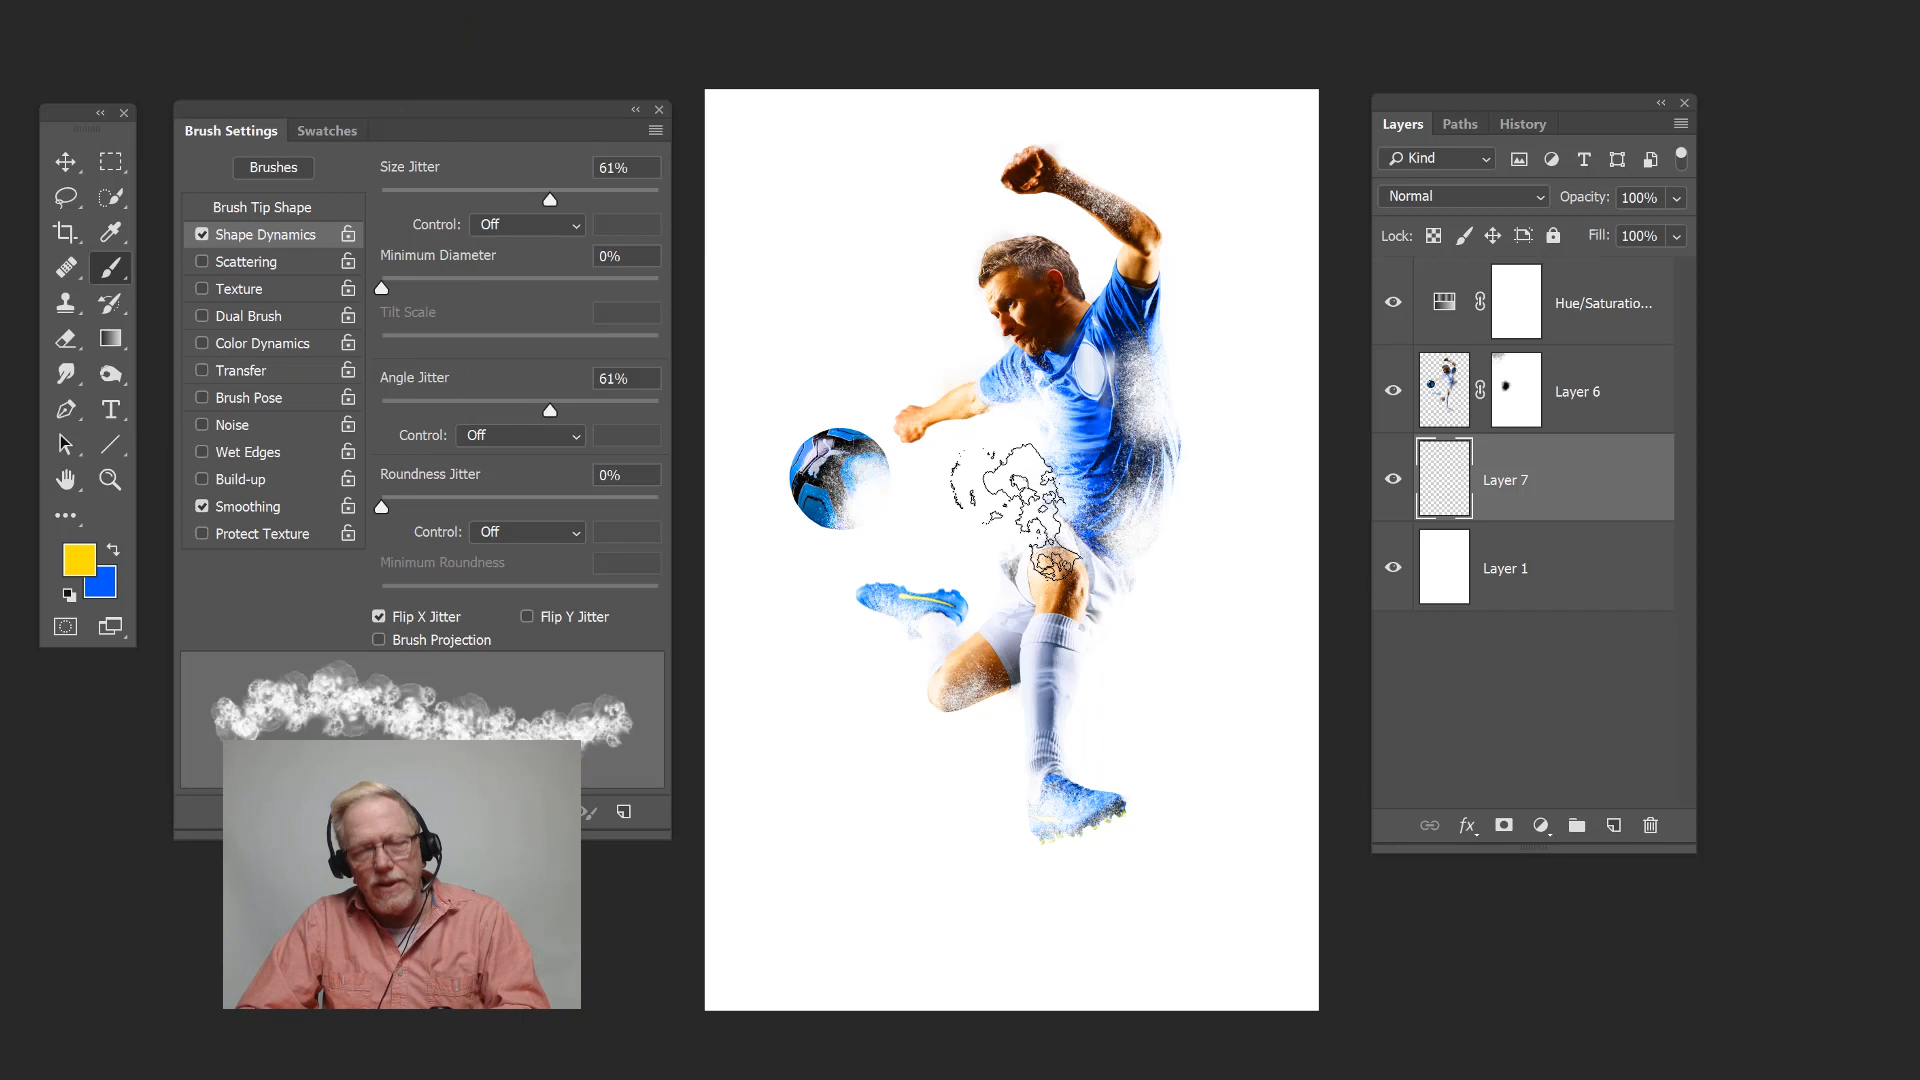 Brush Settings
Swatches
Brushes
Brush Tip Shape
Shape Dynamics
Scattering
Texture
Dual Brush
Color Dynamics
Transfer
Brush Pose
Noise
Wet Edges
Build-up
Smoothing
Protect Texture
Size Jitter
61%
Control:
Off
Minimum Diameter
0%
Tilt Scale
Angle Jitter
61%
Control:
Off
Roundness Jitter
0%
Control:
Off
Minimum Roundness
Flip X Jitter
Flip Y Jitter
Brush Projection
Layers
Paths
History
Kind
Normal
Opacity:
100%
Lock:
Fill:
100%
Hue/Saturatio...
Layer 6
Layer 7
Layer 1
fx